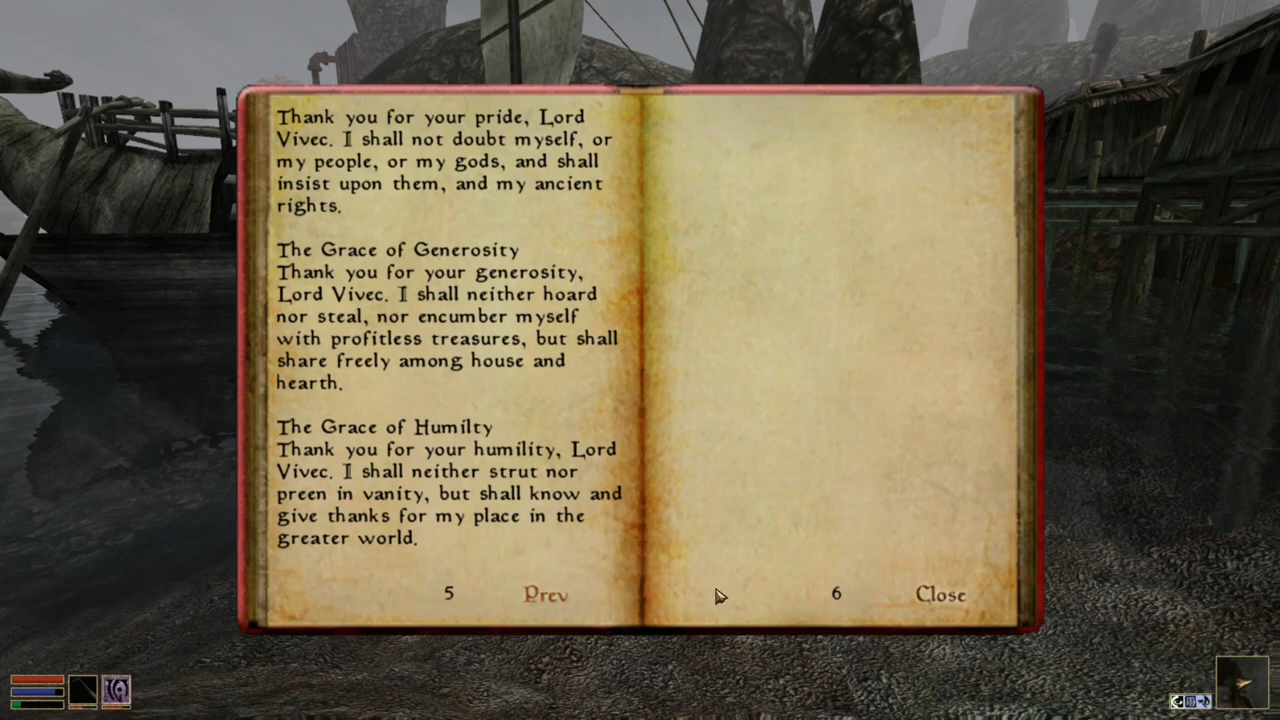 Thank you for your pride, Lord
Vivec. I shall not doubt myself, or
my people, or my gods, and shall
insist upon them, and my ancient
rights.
The Grace of Generosity
Thank you for your generosity,
Lord Vivec. I shall neither hoard
nor steal, nor encumber myself
with profitless treasures, but shall
share freely among house and
hearth.
The Grace of Humilty
Thank you for your humility, Lord
Vivec. I shall neither strut nor
preen in vanity, but shall know and
give thanks for my place in the
greater world.
5 Prev
6 Close